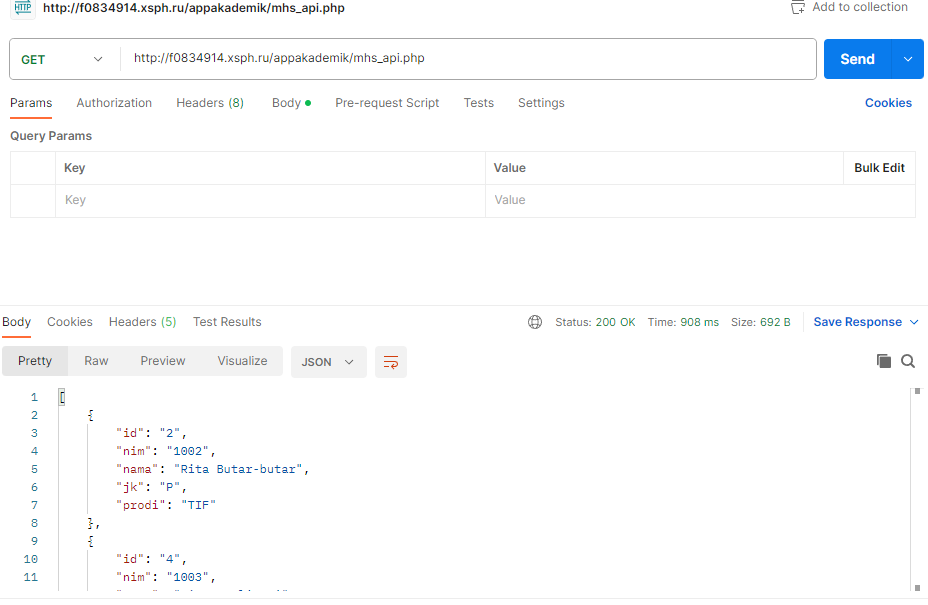 HTTP http://f0834914.xsph.ru/appakademik/mhs_api.php Add to collection
GET http://f0834914.xsph.ru/appakademik/mhs_api.php Send
Params Authorization Headers (8) Body Pre-request Script Tests Settings Cookies
Query Params
Key Value Bulk Edit
Key Value
Body Cookies Headers (5) Test Results Status: 200 OK Time: 908 ms Size: 692 B Save Response
Pretty Raw Preview Visualize JSON
1 [
2 {
3 "id": "2",
4 "nim": "1002",
5 "nama": "Rita Butar-butar",
6 "jk": "P",
7 "prodi": "TIF"
8 },
9 {
10 "id": "4",
11 "nim": "1003",